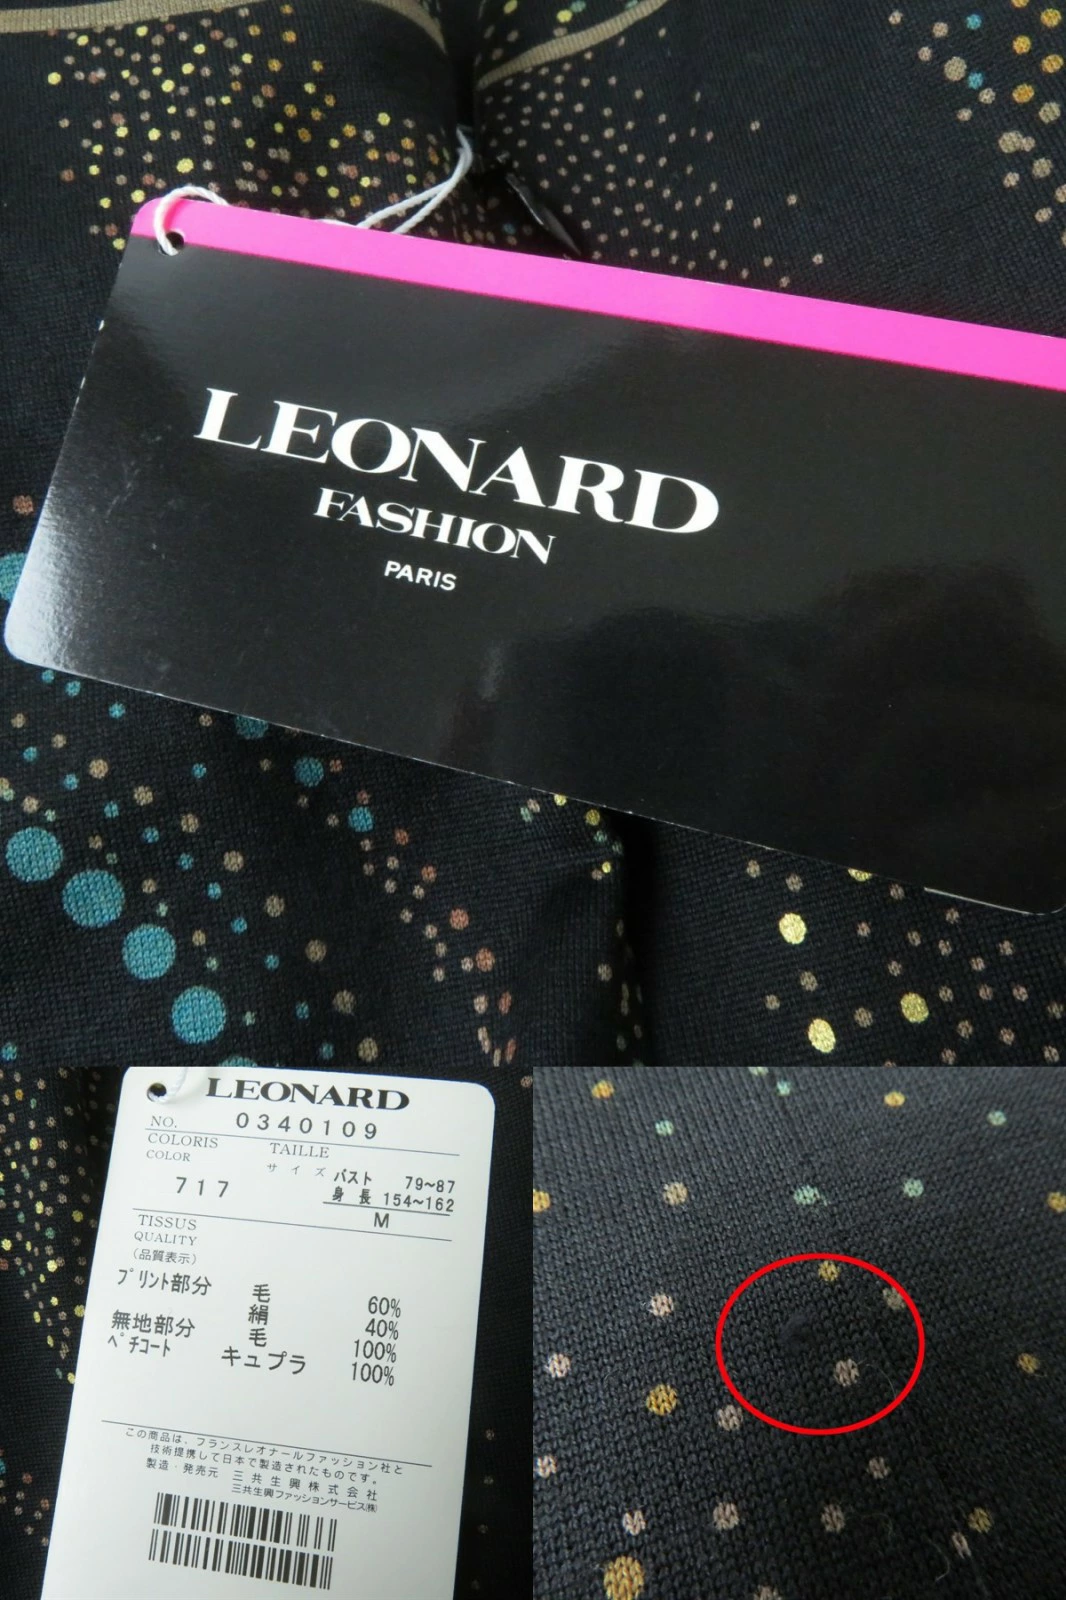 LEONARD
FASHION
PARIS
LEONARD
NO. 0340109
COLORIS TAILLE
COLOR サイズ バスト 79~87
717 身長 154~162
M
TISSUS
QUALITY
(品質表示)
プリント部分 毛 60%
絹 40%
無地部分 毛 100%
ペチコート キュプラ 100%
この商品は、フランスレオナールファッション社と
技術提携して日本で製造されたものです。
製造・発売元 三共生興株式会社
三共生興ファッションサービス(株)